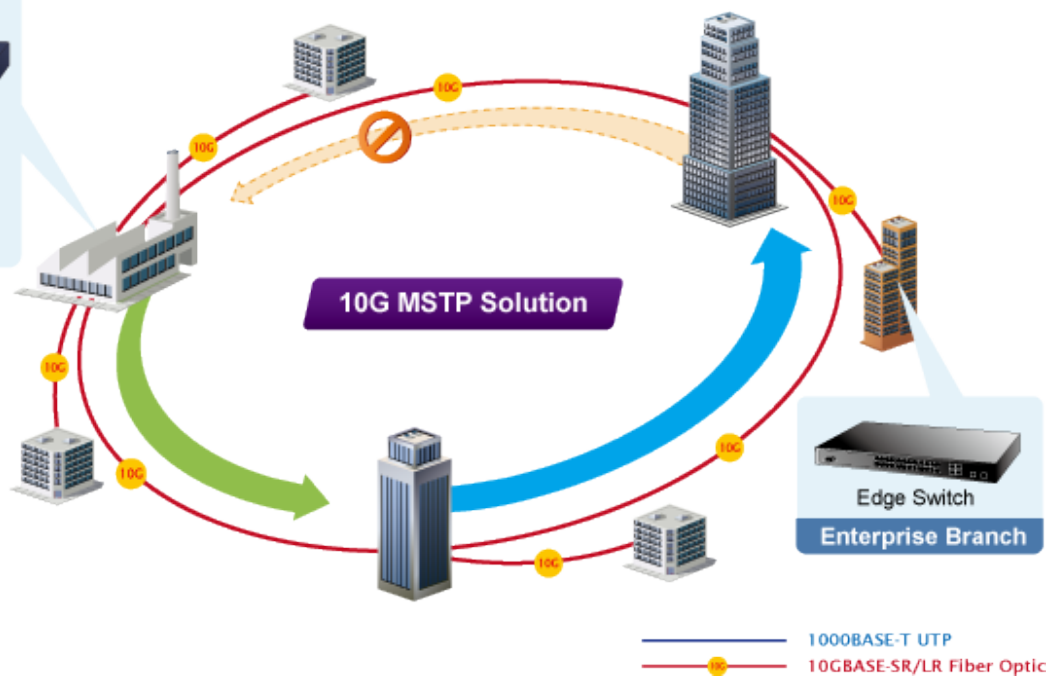 10G
10G
10G
10G MSTP Solution
10G
10G
10G
10G
Edge Switch
Enterprise Branch
1000BASE-T UTP
10G
10GBASE-SR/LR Fiber Optic